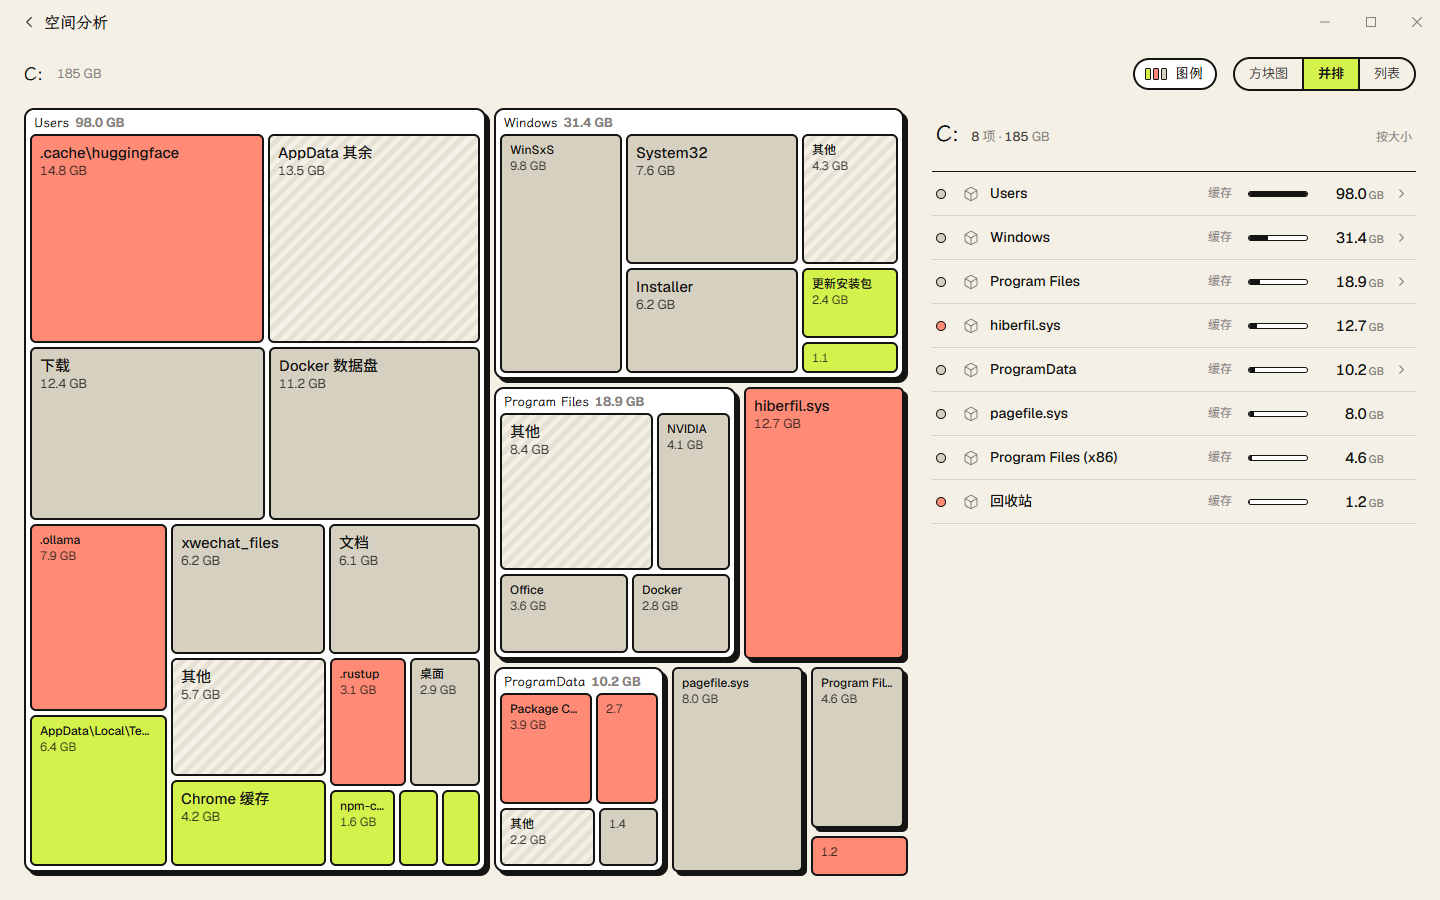 空间分析
C: 185 GB
图例
方块图 并排 列表
Users 98.0 GB
.cache\huggingface
14.8 GB
AppData 其余
13.5 GB
下载
12.4 GB
Docker 数据盘
11.2 GB
.ollama
7.9 GB
xwechat_files
6.2 GB
文档
6.1 GB
其他
5.7 GB
.rustup
3.1 GB
桌面
2.9 GB
AppData\Local\Te...
6.4 GB
Chrome 缓存
4.2 GB
npm-c...
1.6 GB
Windows 31.4 GB
WinSxS
9.8 GB
System32
7.6 GB
其他
4.3 GB
Installer
6.2 GB
更新安装包
2.4 GB
1.1
Program Files 18.9 GB
其他
8.4 GB
NVIDIA
4.1 GB
Office
3.6 GB
Docker
2.8 GB
hiberfil.sys
12.7 GB
ProgramData 10.2 GB
Package C...
3.9 GB
2.7
其他
2.2 GB
1.4
pagefile.sys
8.0 GB
Program Fil...
4.6 GB
1.2
C: 8 项 · 185 GB 按大小
Users 缓存 98.0 GB
Windows 缓存 31.4 GB
Program Files 缓存 18.9 GB
hiberfil.sys 缓存 12.7 GB
ProgramData 缓存 10.2 GB
pagefile.sys 缓存 8.0 GB
Program Files (x86) 缓存 4.6 GB
回收站 缓存 1.2 GB